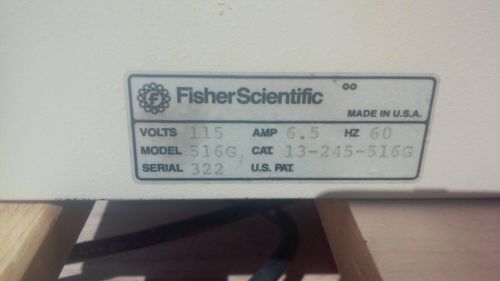 F FisherScientific
MADE IN U.S.A.
VOLTS 115 AMP 6.5 HZ 60
MODEL 516G CAT. 13-245-516G
SERIAL 322 U.S. PAT.